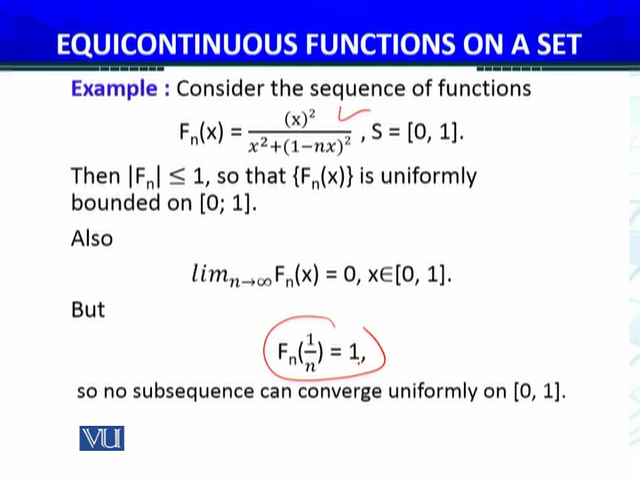 EQUICONTINUOUS FUNCTIONS ON A SET
Example : Consider the sequence of functions
Fₙ(x) = (x)²/(x²+(1−nx)²) , S = [0, 1].
Then |Fₙ| ≤ 1, so that {Fₙ(x)} is uniformly
bounded on [0; 1].
Also
limₙ→∞Fₙ(x) = 0, x∈[0, 1].
But
Fₙ(1/n) = 1,
so no subsequence can converge uniformly on [0, 1].
VU